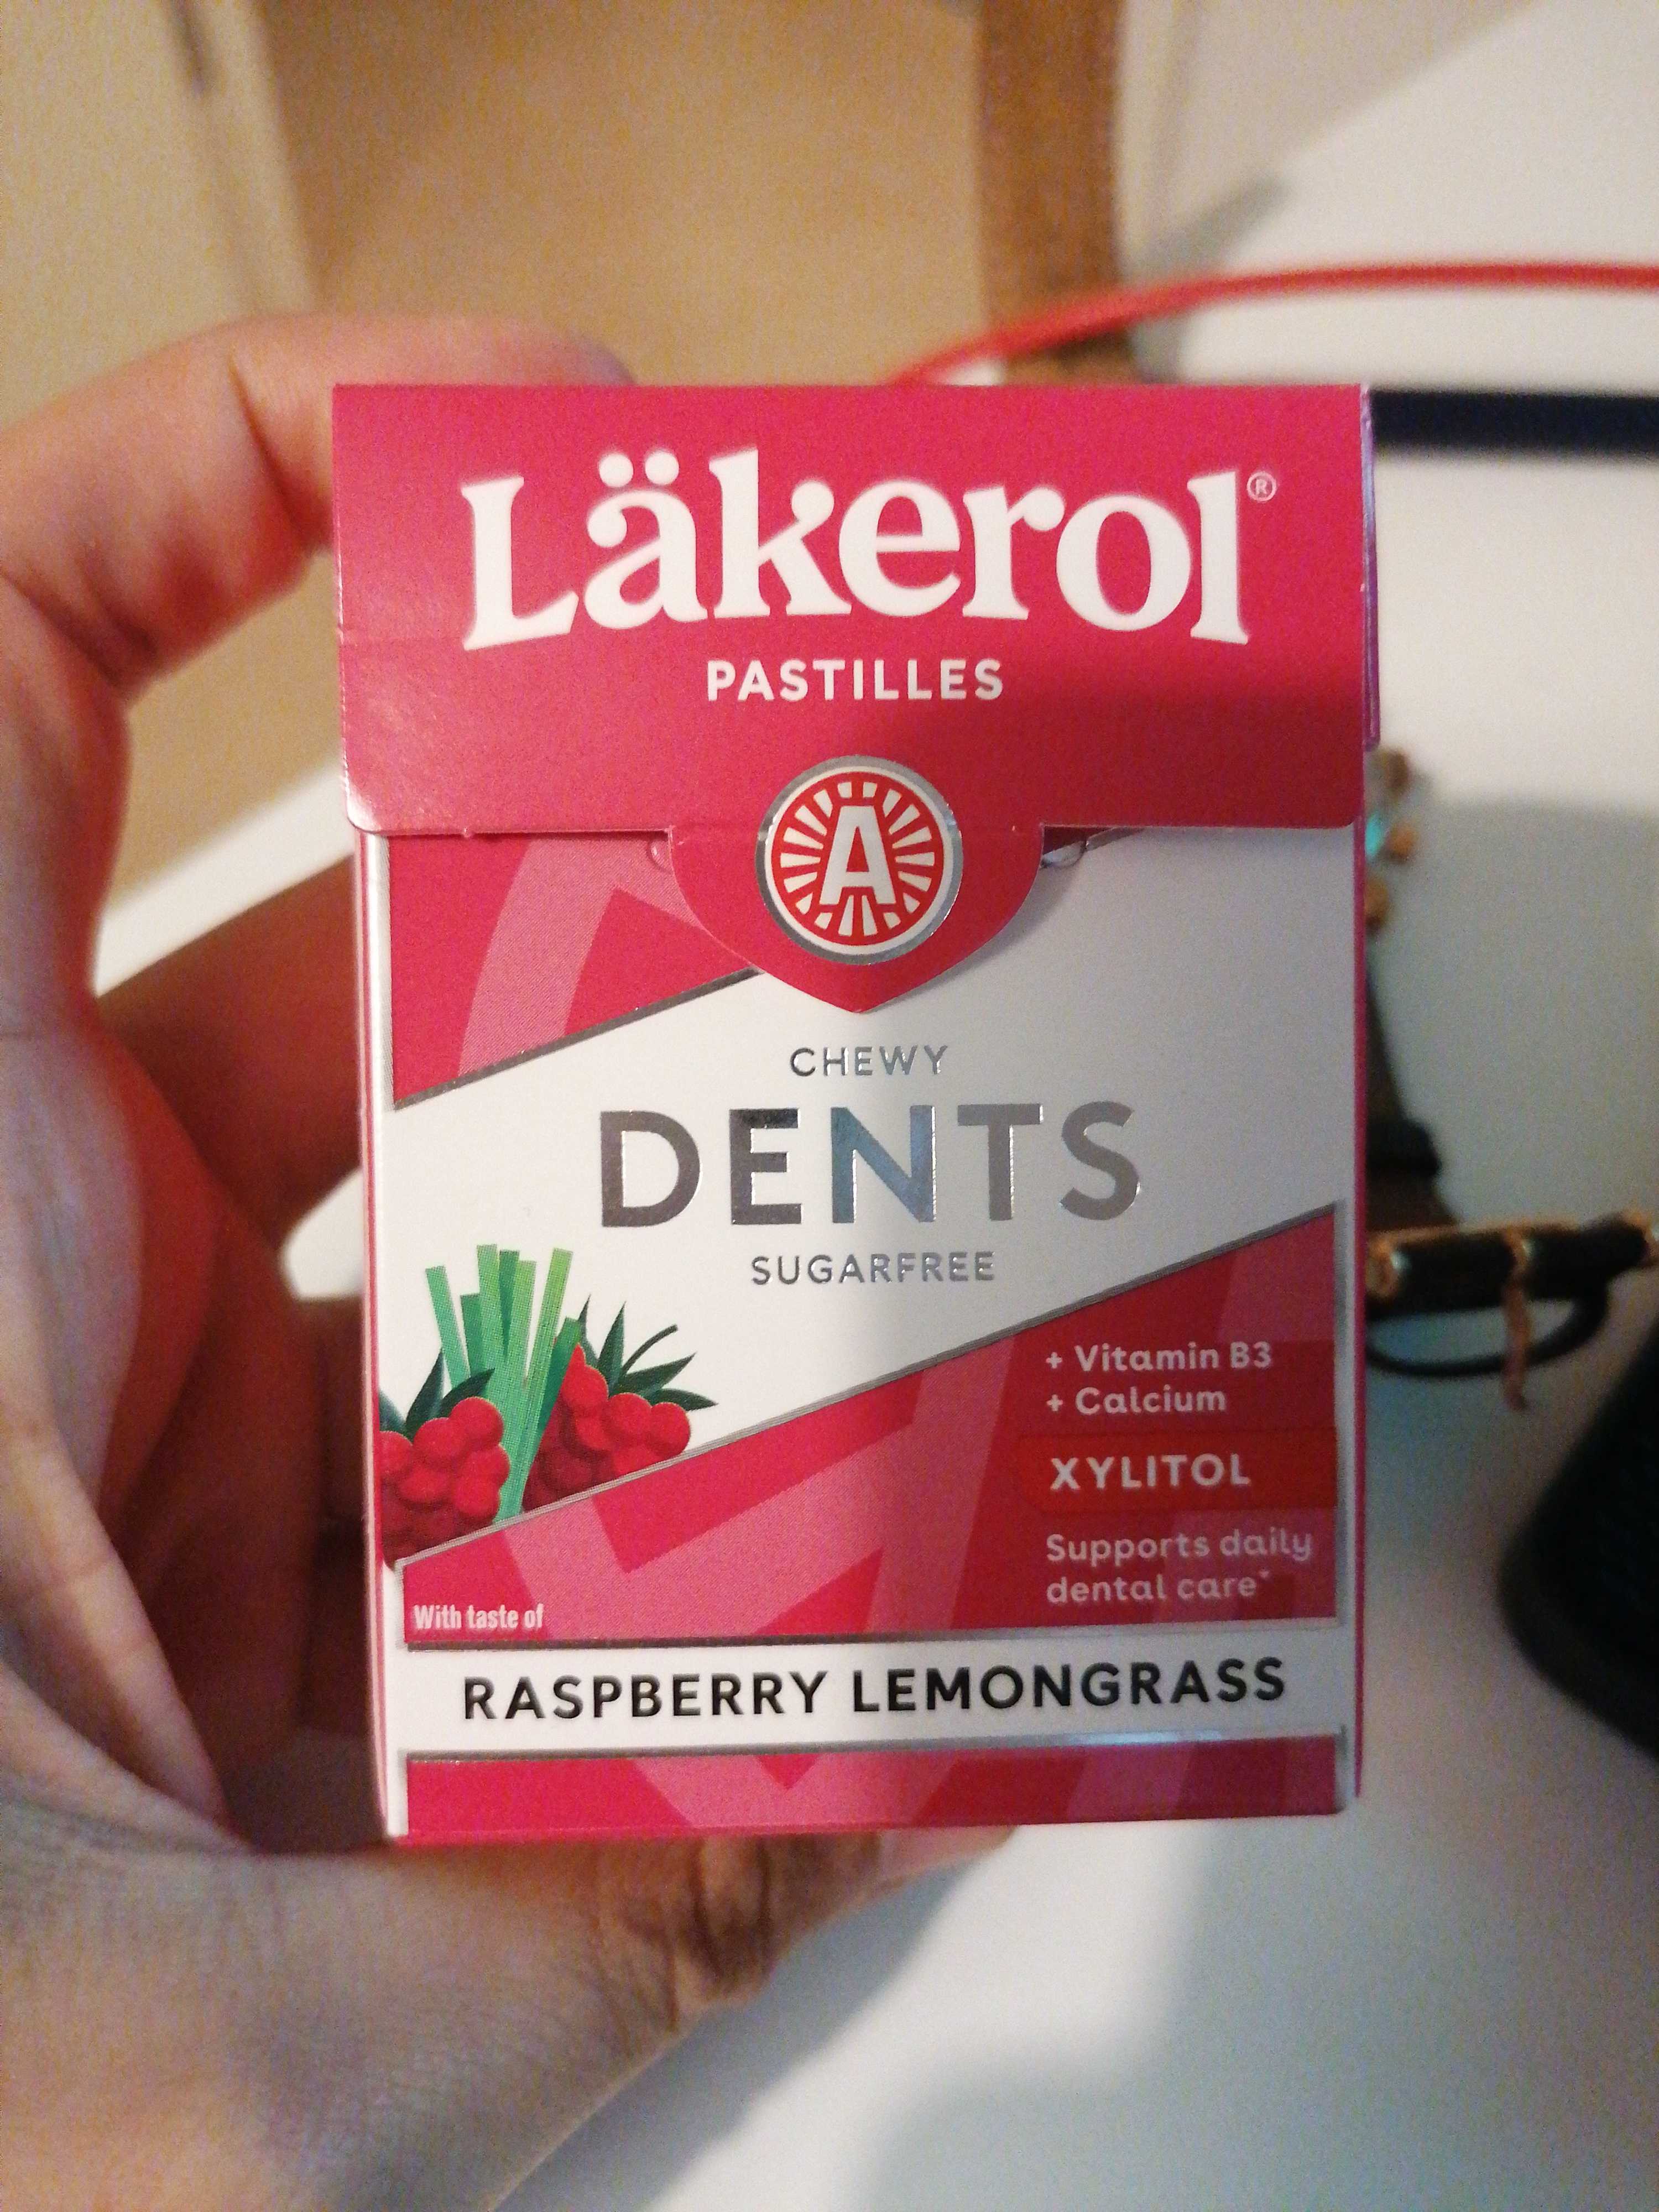 Läkerol®
PASTILLES
A
CHEWY
DENTS
SUGARFREE
+ Vitamin B3
+ Calcium
XYLITOL
Supports daily
dental care*
With taste of
RASPBERRY LEMONGRASS